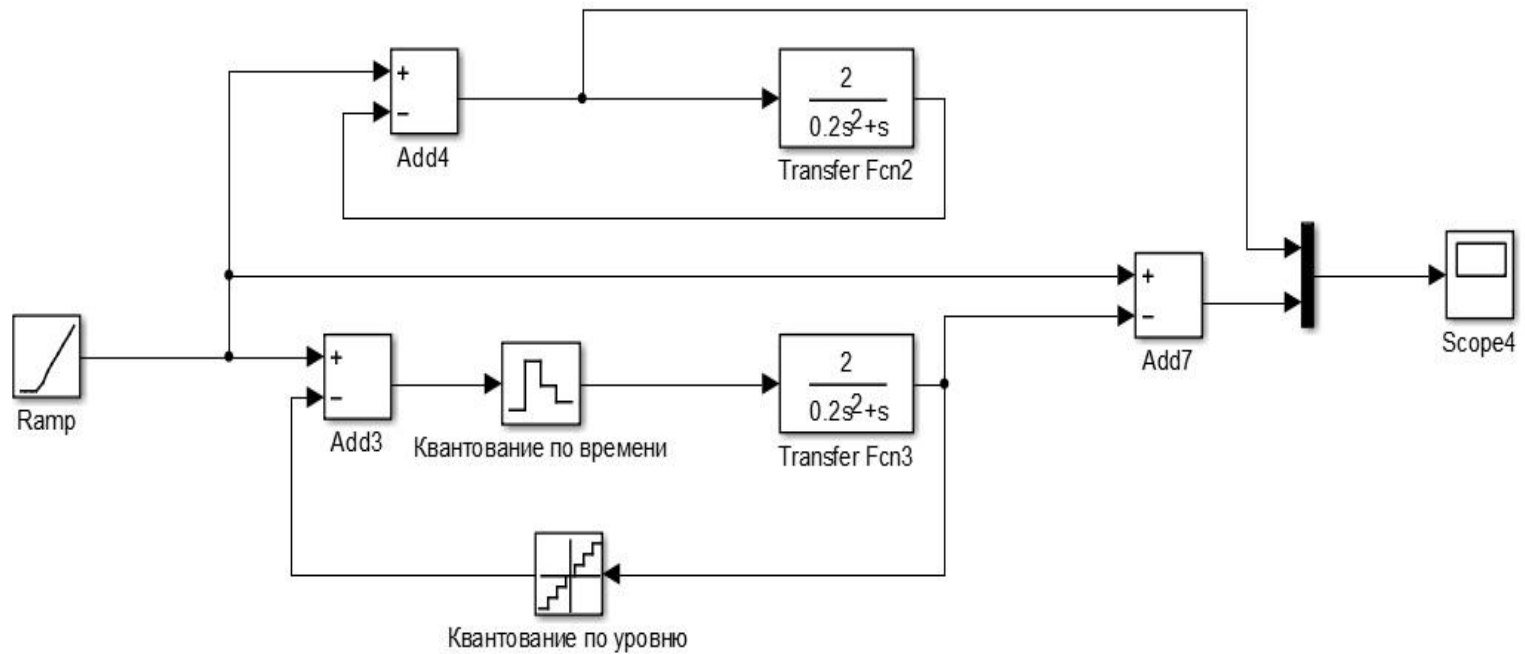 +
−
Add4
2
0.2s²+s
Transfer Fcn2
+
−
Add7
Scope4
Ramp
+
−
Add3
Квантование по времени
2
0.2s²+s
Transfer Fcn3
Квантование по уровню